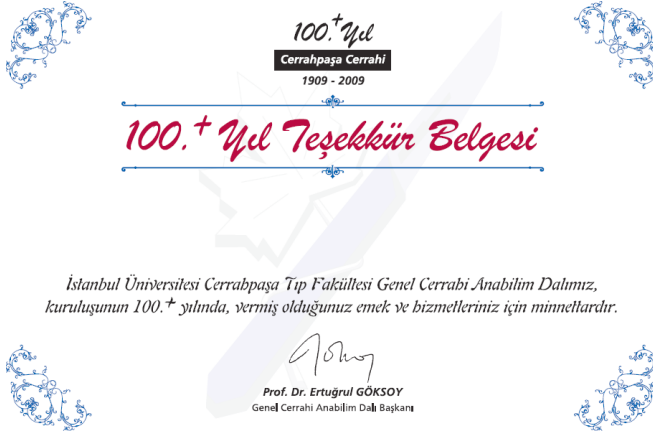 100.+ Yıl
Cerrahpaşa Cerrahi
1909 - 2009
100.+ Yıl Teşekkür Belgesi
İstanbul Üniversitesi Cerrahpaşa Tıp Fakültesi Genel Cerrahi Anabilim Dalımız,
kuruluşunun 100.+ yılında, vermiş olduğunuz emek ve hizmetleriniz için minnettardır.
Prof. Dr. Ertuğrul GÖKSOY
Genel Cerrahi Anabilim Dalı Başkanı